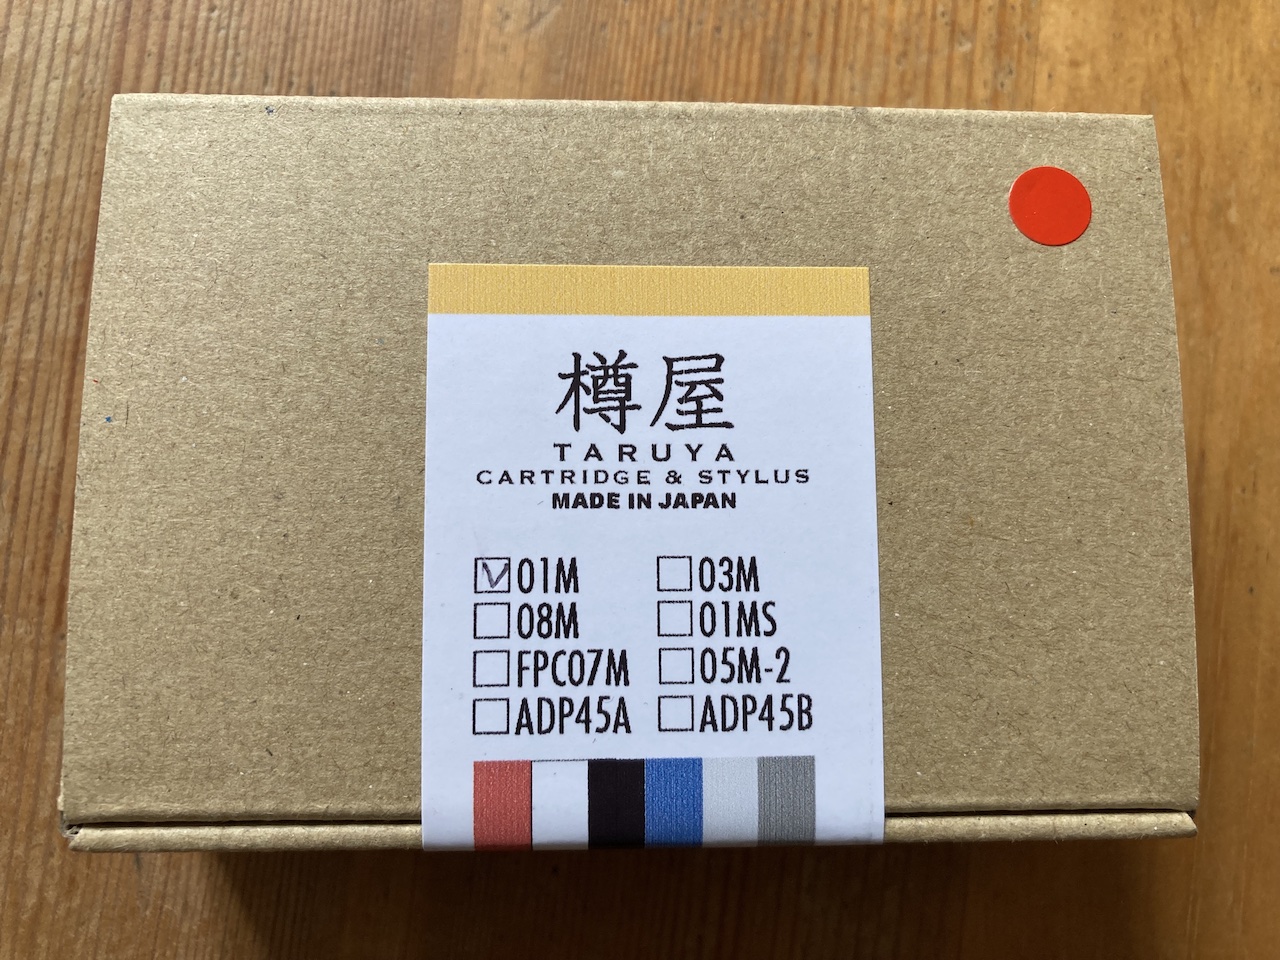 樽屋
TARUYA
CARTRIDGE & STYLUS
MADE IN JAPAN
01M 03M
08M 01MS
FPC07M 05M-2
ADP45A ADP45B